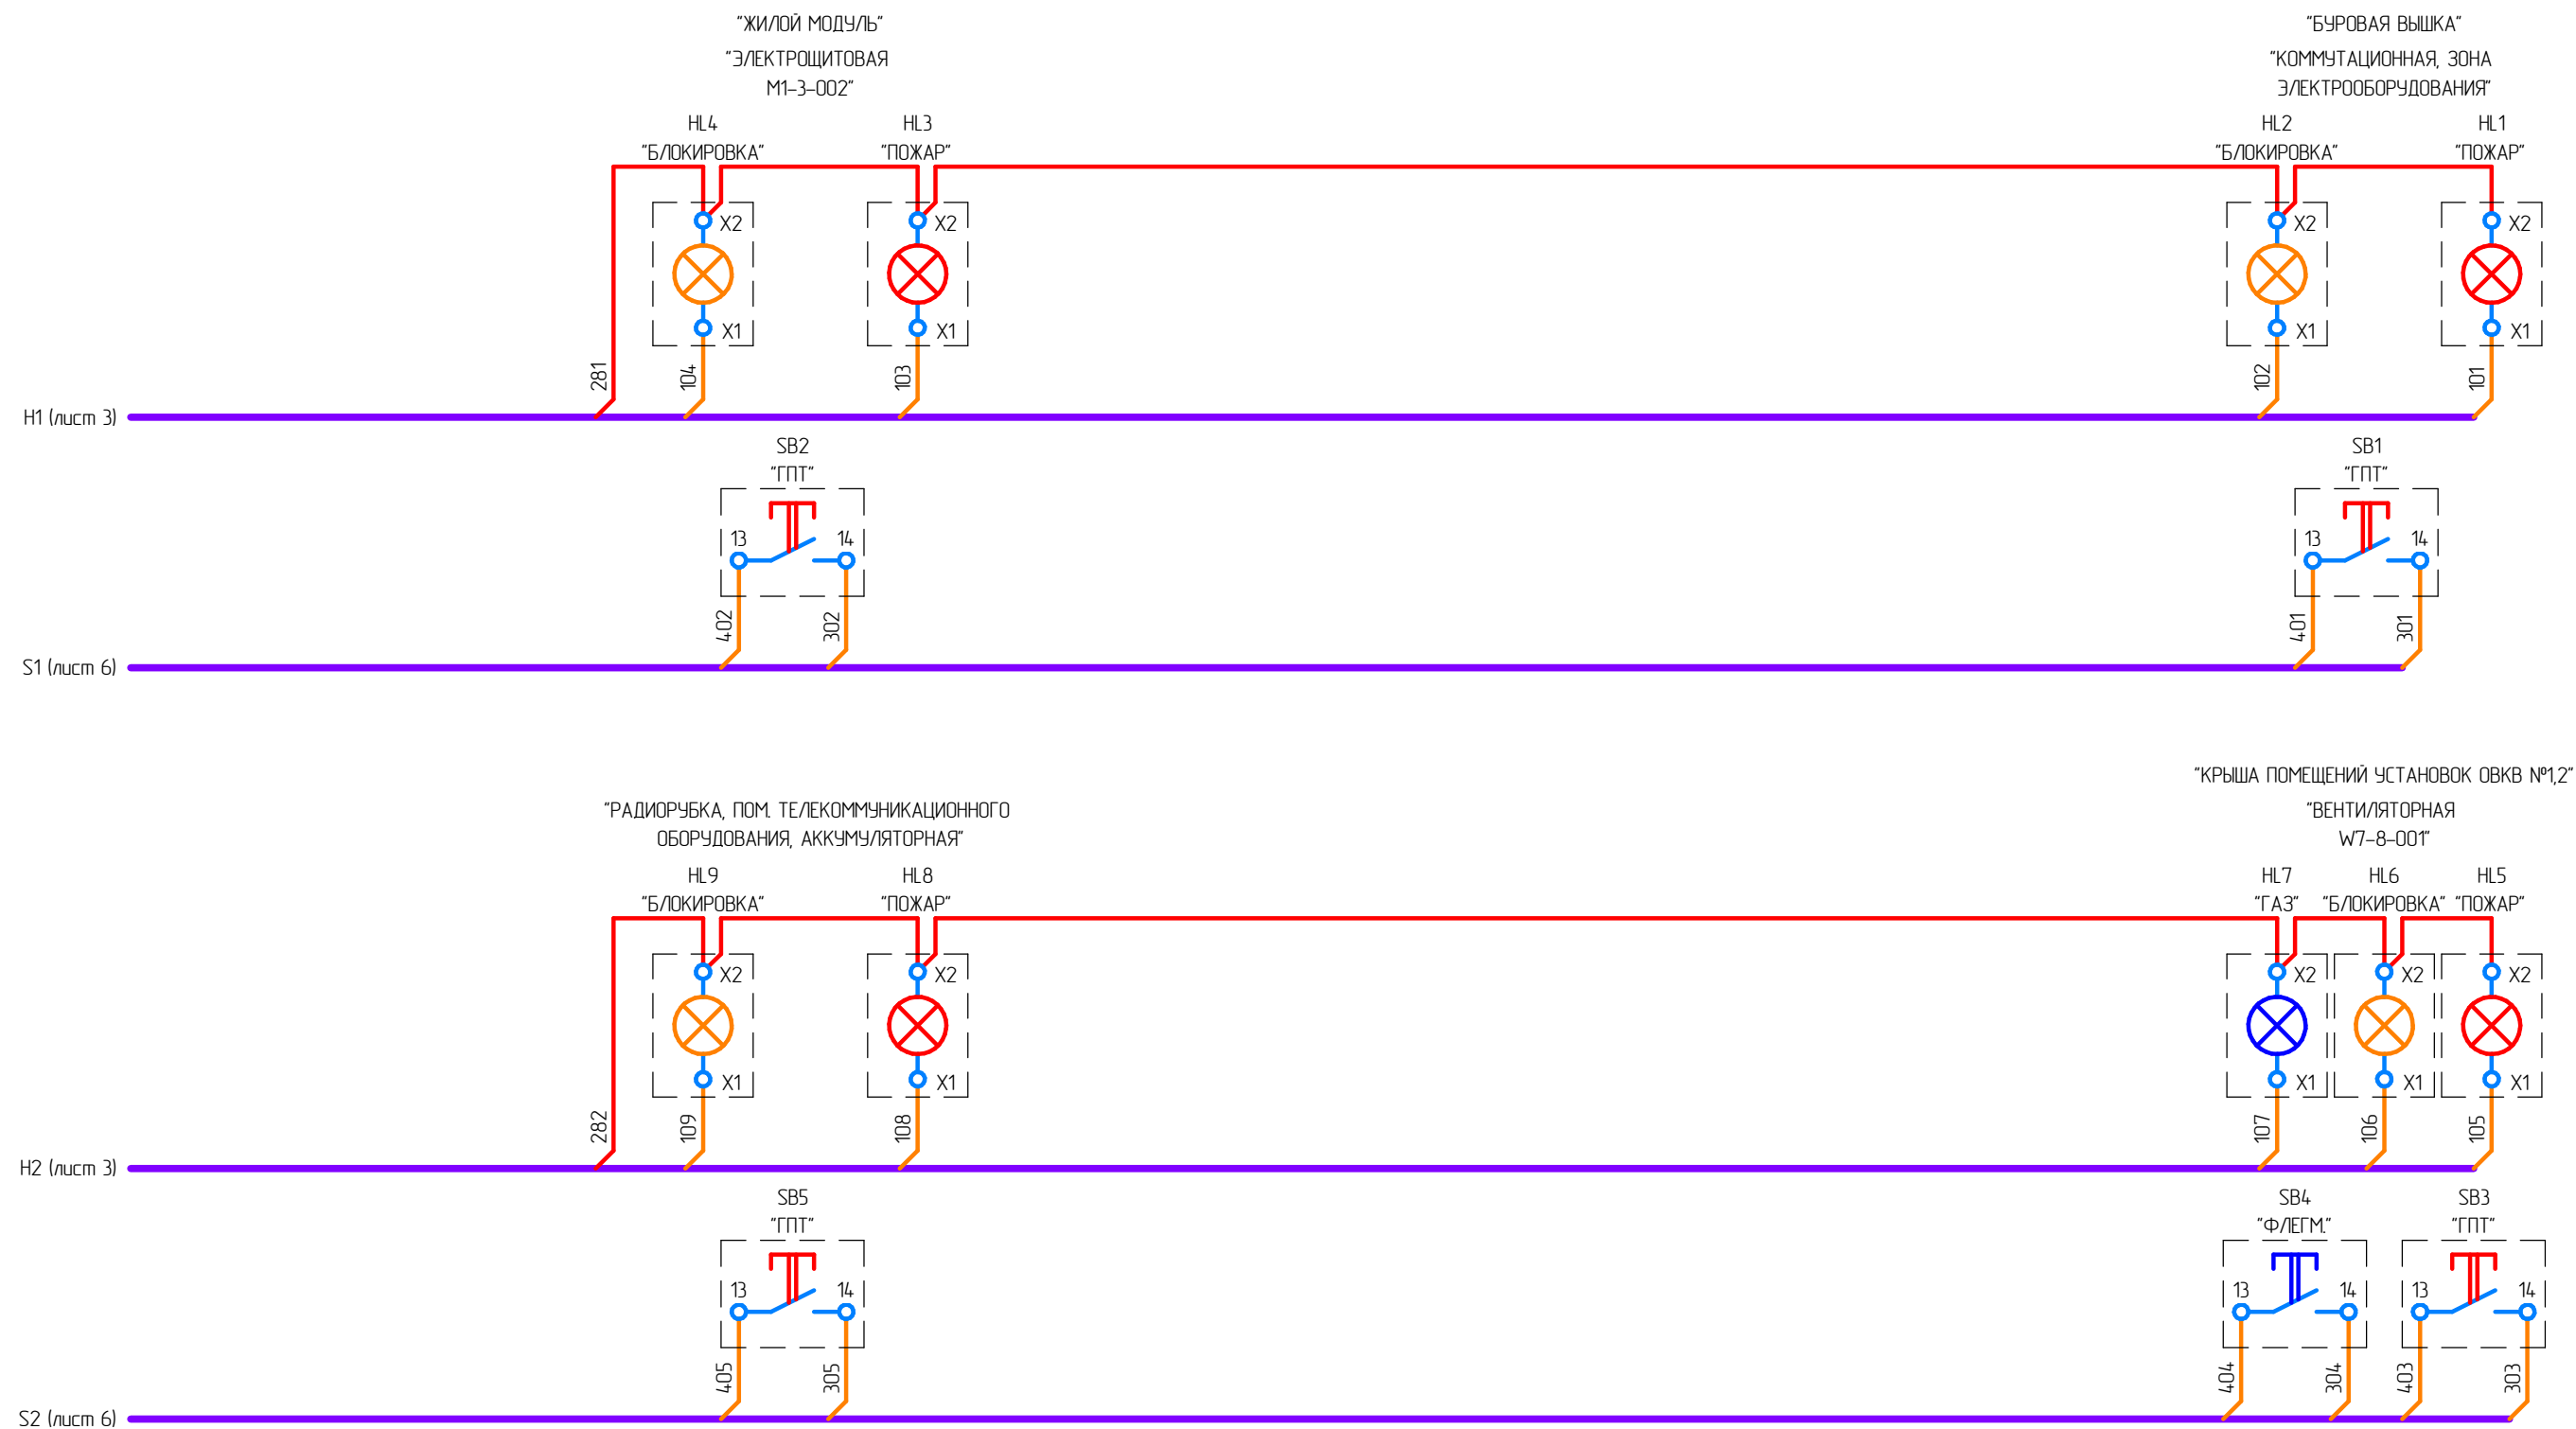 "ЖИЛОЙ МОДУЛЬ"
"ЭЛЕКТРОЩИТОВАЯ
М1-3-002"
"БУРОВАЯ ВЫШКА"
"КОММУТАЦИОННАЯ, ЗОНА
ЭЛЕКТРООБОРУДОВАНИЯ"
HL4
"БЛОКИРОВКА"
HL3
"ПОЖАР"
HL2
"БЛОКИРОВКА"
HL1
"ПОЖАР"
X2
X2
X2
X2
X1
X1
X1
X1
281
104
103
102
101
H1 (лист 3)
SB2
"ГПТ"
13
14
402
302
SB1
"ГПТ"
13
14
401
301
S1 (лист 6)
"РАДИОРУБКА, ПОМ. ТЕЛЕКОММУНИКАЦИОННОГО
ОБОРУДОВАНИЯ, АККУМУЛЯТОРНАЯ"
"КРЫША ПОМЕЩЕНИЙ УСТАНОВОК ОВКВ №1,2"
"ВЕНТИЛЯТОРНАЯ
W7-8-001"
HL9
"БЛОКИРОВКА"
HL8
"ПОЖАР"
HL7
"ГАЗ"
HL6
"БЛОКИРОВКА"
HL5
"ПОЖАР"
X2
X2
X2
X2
X2
X1
X1
X1
X1
X1
282
109
108
107
106
105
H2 (лист 3)
SB5
"ГПТ"
13
14
405
305
SB4
"ФЛЕГМ."
13
14
404
304
SB3
"ГПТ"
13
14
403
303
S2 (лист 6)